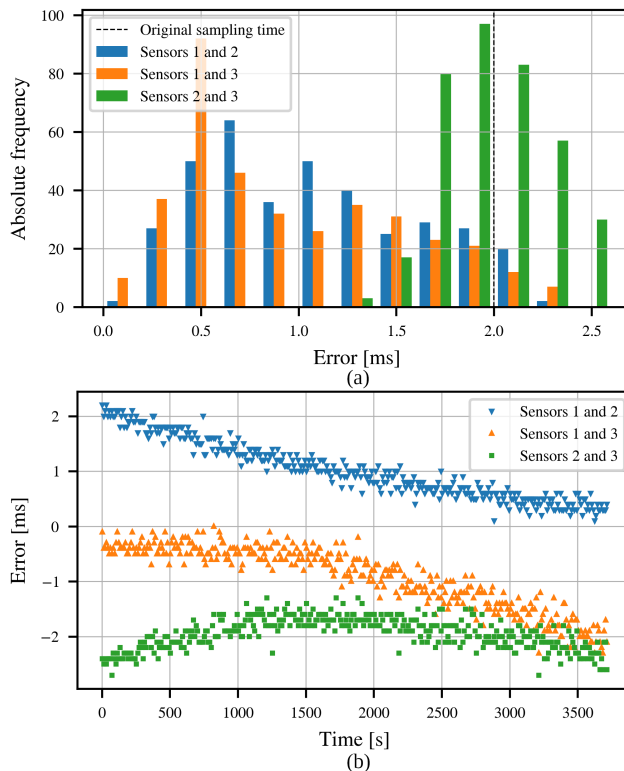 100
80
60
40
20
0
Absolute frequency
Original sampling time
Sensors 1 and 2
Sensors 1 and 3
Sensors 2 and 3
0.0 0.5 1.0 1.5 2.0 2.5
Error [ms]
(a)
2
1
0
−1
−2
Error [ms]
Sensors 1 and 2
Sensors 1 and 3
Sensors 2 and 3
0 500 1000 1500 2000 2500 3000 3500
Time [s]
(b)